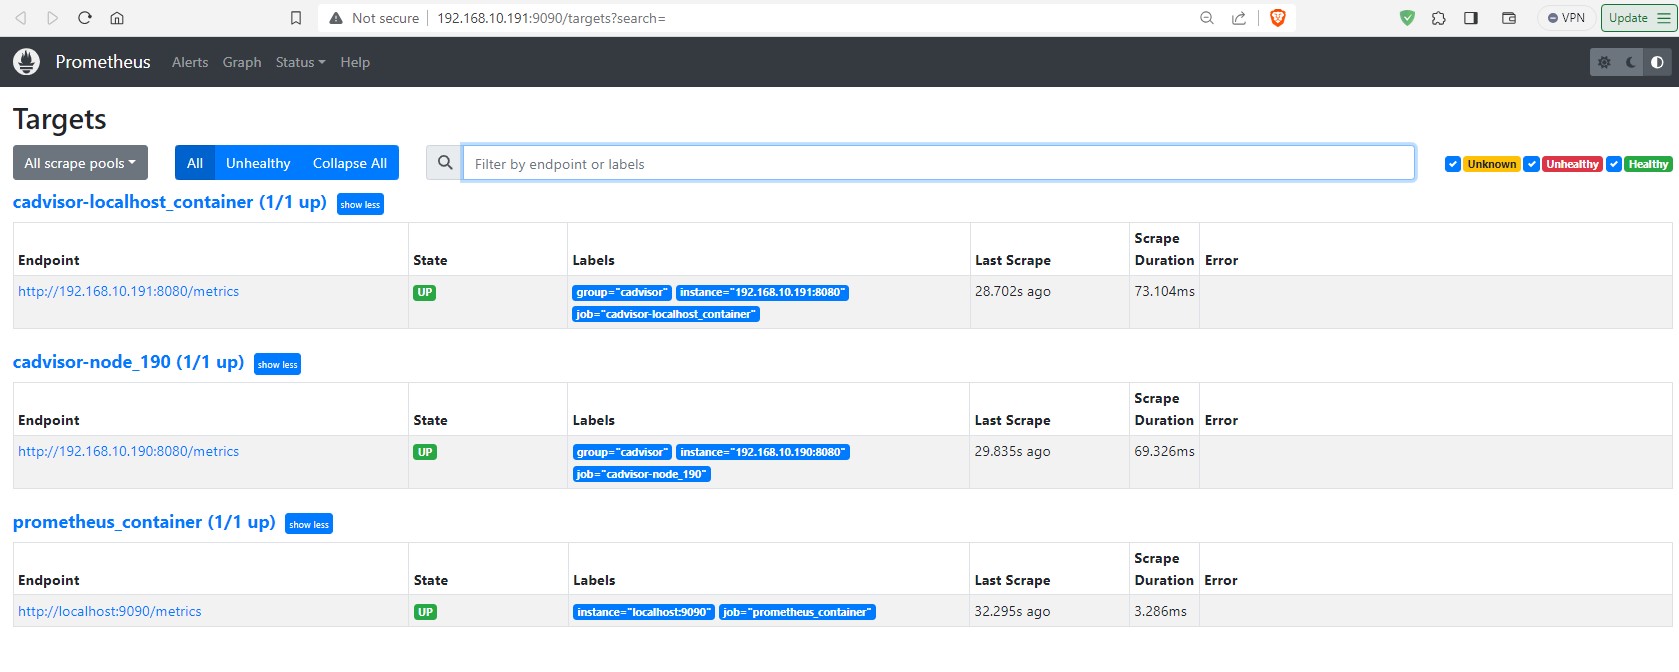 Not secure 192.168.10.191:9090/targets?search= VPN Update
Prometheus Alerts Graph Status Help
Targets
All scrape pools All Unhealthy Collapse All Filter by endpoint or labels Unknown Unhealthy Healthy
cadvisor-localhost_container (1/1 up) show less
Endpoint State Labels Last Scrape Scrape Duration Error
http://192.168.10.191:8080/metrics UP group="cadvisor" instance="192.168.10.191:8080" 28.702s ago 73.104ms
job="cadvisor-localhost_container"
cadvisor-node_190 (1/1 up) show less
Endpoint State Labels Last Scrape Scrape Duration Error
http://192.168.10.190:8080/metrics UP group="cadvisor" instance="192.168.10.190:8080" 29.835s ago 69.326ms
job="cadvisor-node_190"
prometheus_container (1/1 up) show less
Endpoint State Labels Last Scrape Scrape Duration Error
http://localhost:9090/metrics UP instance="localhost:9090" job="prometheus_container" 32.295s ago 3.286ms